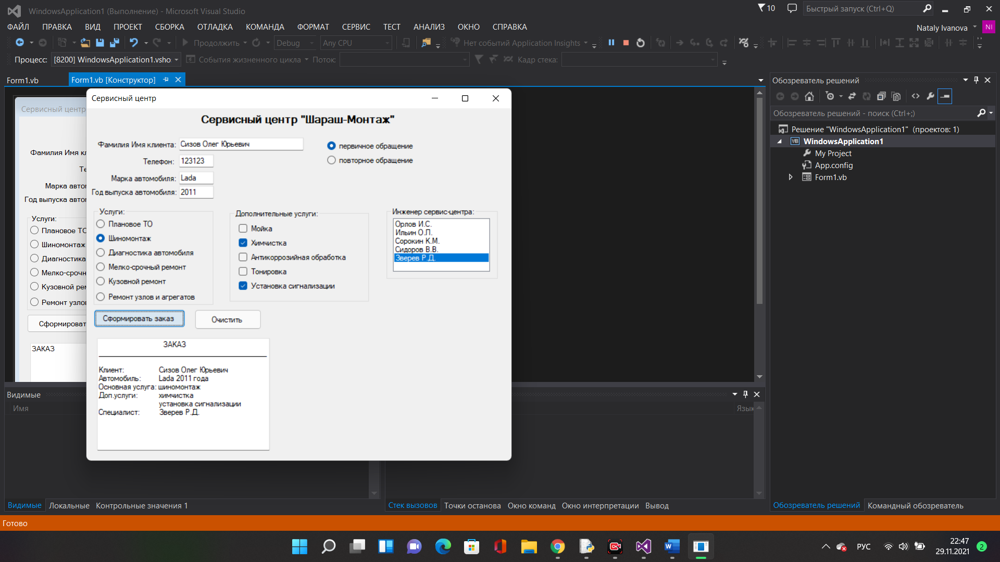 WindowsApplication1 (Выполнение) - Microsoft Visual Studio
10
Быстрый запуск (Ctrl+Q)
ФАЙЛ ПРАВКА ВИД ПРОЕКТ СБОРКА ОТЛАДКА КОМАНДА ФОРМАТ СЕРВИС ТЕСТ АНАЛИЗ ОКНО СПРАВКА
Nataly Ivanova NI
Продолжить Debug Any CPU Нет событий Application Insights
Процесс: [8200] WindowsApplication1.vsho События жизненного цикла Поток: Кадр стека:
Form1.vb Form1.vb [Конструктор]
Сервисный центр
Фамилия Имя кл
Те
Марка автом
Год выпуска автом
Услуги:
Плановое ТО
Шиномонтаж
Диагностика
Мелко-срочн
Кузовной рем
Ремонт узлов
Сформировать
ЗАКАЗ
Сервисный центр
Сервисный центр "Шараш-Монтаж"
Фамилия Имя клиента: Сизов Олег Юрьевич
Телефон: 123123
Марка автомобиля: Lada
Год выпуска автомобиля: 2011
первичное обращение
повторное обращение
Услуги:
Плановое ТО
Шиномонтаж
Диагностика автомобиля
Мелко-срочный ремонт
Кузовной ремонт
Ремонт узлов и агрегатов
Дополнительные услуги:
Мойка
Химчистка
Антикоррозийная обработка
Тонировка
Установка сигнализации
Инженер сервис-центра:
Орлов И.С.
Ильин О.Л.
Сорокин К.М.
Сидоров В.В.
Зверев Р.Д.
Сформировать заказ Очистить
ЗАКАЗ
Клиент: Сизов Олег Юрьевич
Автомобиль: Lada 2011 года
Основная услуга: шиномонтаж
Доп.услуги: химчистка
установка сигнализации
Специалист: Зверев Р.Д.
Обозреватель решений
Обозреватель решений - поиск (Ctrl+;)
Решение "WindowsApplication1" (проектов: 1)
VB WindowsApplication1
My Project
App.config
Form1.vb
Видимые
Имя
Язык
Видимые Локальные Контрольные значения 1
Стек вызовов Точки останова Окно команд Окно интерпретации Вывод
Обозреватель решений Командный обозреватель
Готово
РУС
22:47
29.11.2021
2